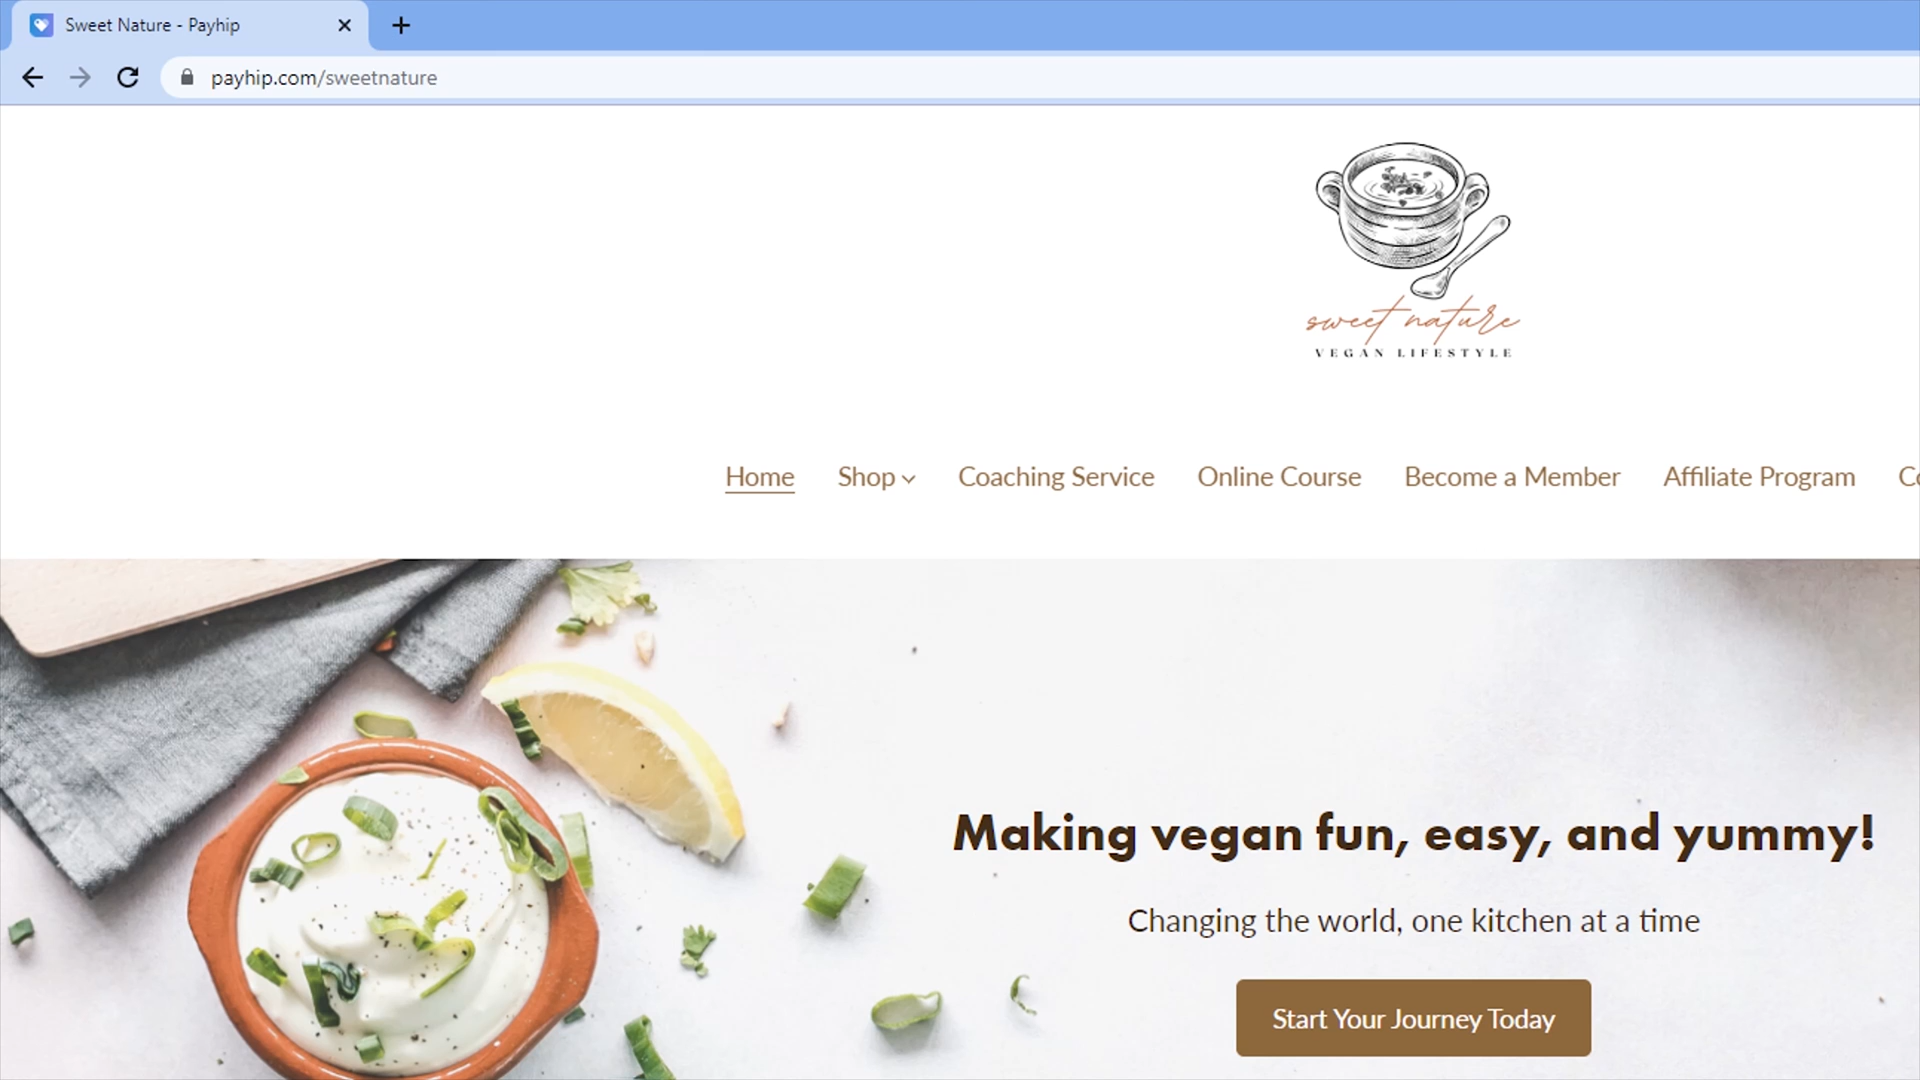 Sweet Nature - Payhip
payhip.com/sweetnature
sweet nature
VEGAN LIFESTYLE
Home Shop Coaching Service Online Course Become a Member Affiliate Program
Making vegan fun, easy, and yummy!
Changing the world, one kitchen at a time
Start Your Journey Today